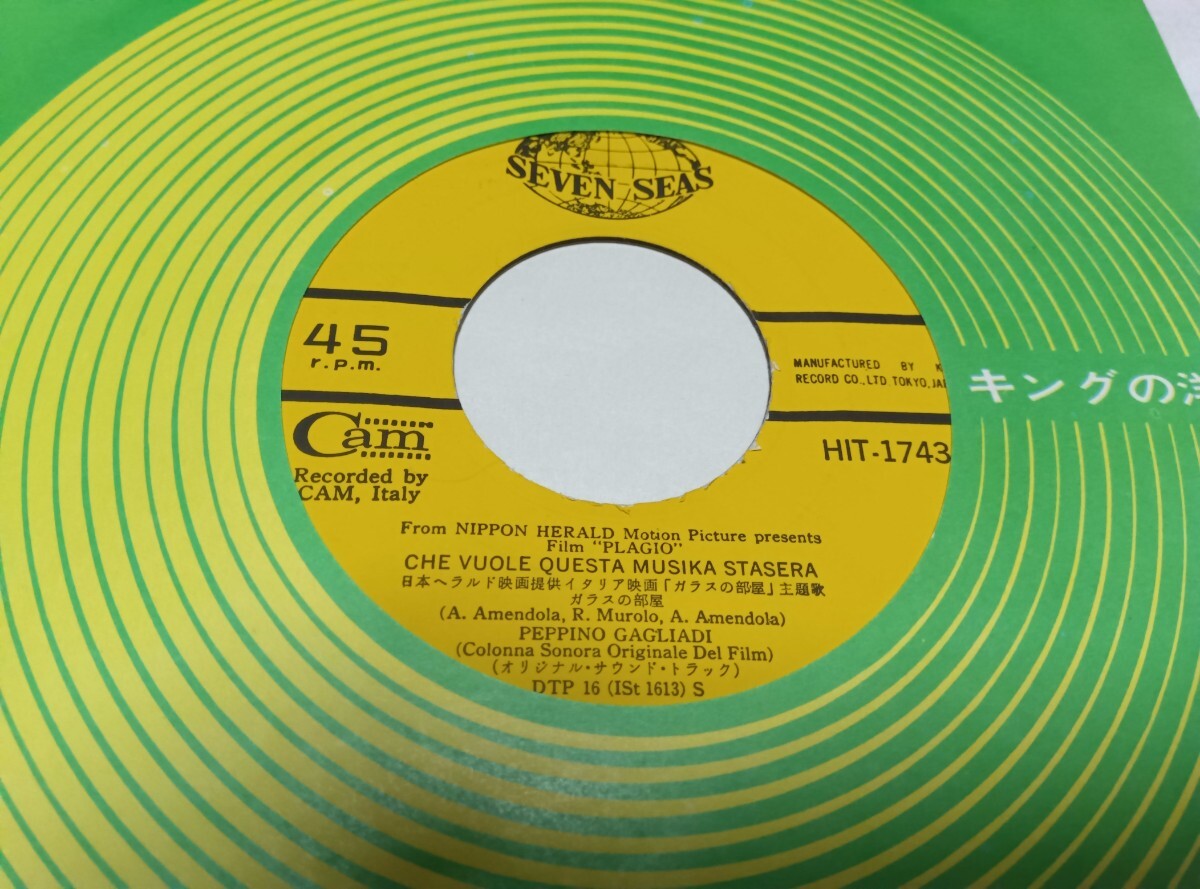 SEVEN SEAS
45
r.p.m.
MANUFACTURED BY
RECORD CO.,LTD TOKYO,
キングの
Cam
HIT-1743
Recorded by
CAM, Italy
From NIPPON HERALD Motion Picture presents
Film "PLAGIO"
CHE VUOLE QUESTA MUSIKA STASERA
日本ヘラルド映画提供イタリア映画「ガラスの部屋」主題歌
ガラスの部屋
(A. Amendola, R. Murolo, A. Amendola)
PEPPINO GAGLIADI
(Colonna Sonora Originale Del Film)
(オリジナル・サウンド・トラック)
DTP 16 (ISt 1613) S